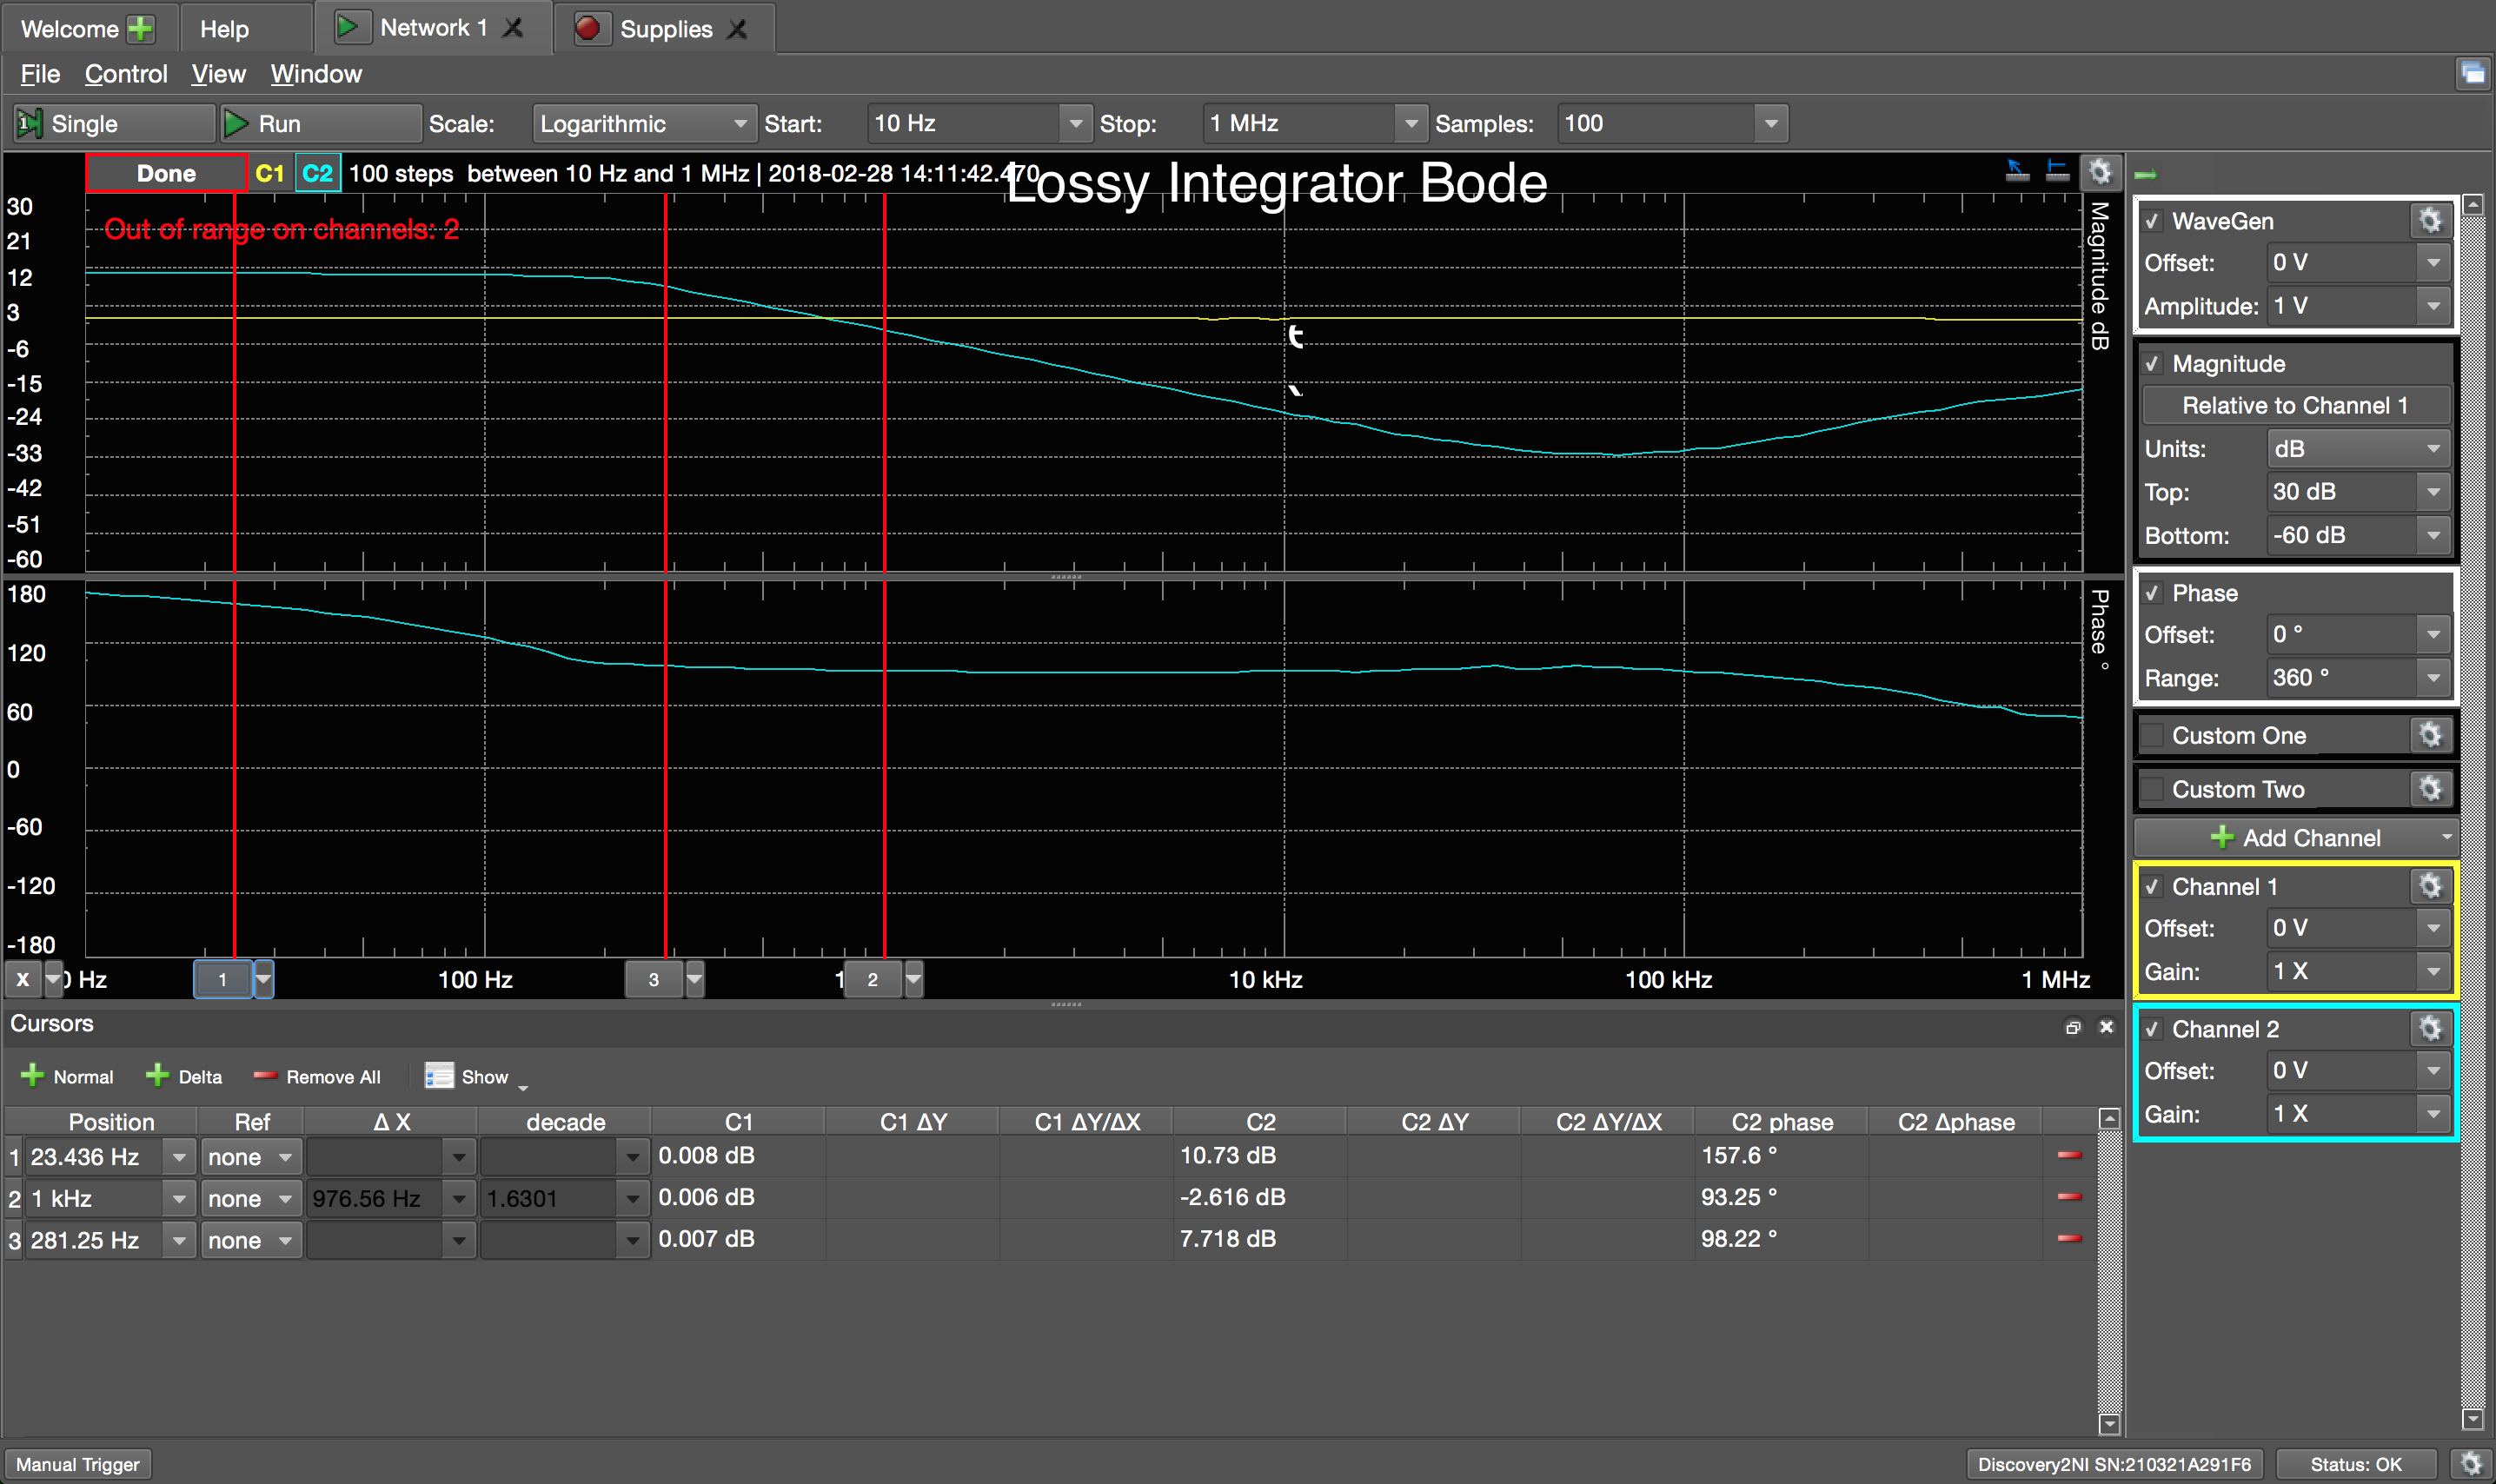 Welcome Help Network 1 Supplies
File Control View Window
Single Run Scale: Logarithmic Start: 10 Hz Stop: 1 MHz Samples: 100
Done C1 C2 100 steps between 10 Hz and 1 MHz | 2018-02-28 14:11:42.470
Lossy Integrator Bode
Out of range on channels: 2
30
21
12
3
-6
-15
-24
-33
-42
-51
-60
Magnitude dB
t
180
120
60
0
-60
-120
-180
Phase °
X 0 Hz 1 100 Hz 3 1 2 10 kHz 100 kHz 1 MHz
WaveGen
Offset: 0 V
Amplitude: 1 V
Magnitude
Relative to Channel 1
Units: dB
Top: 30 dB
Bottom: -60 dB
Phase
Offset: 0 °
Range: 360 °
Custom One
Custom Two
Add Channel
Channel 1
Offset: 0 V
Gain: 1 X
Channel 2
Offset: 0 V
Gain: 1 X
Cursors
Normal Delta Remove All Show
Position Ref Δ X decade C1 C1 ΔY C1 ΔY/ΔX C2 C2 ΔY C2 ΔY/ΔX C2 phase C2 Δphase
1 23.436 Hz none 0.008 dB 10.73 dB 157.6 °
2 1 kHz none 976.56 Hz 1.6301 0.006 dB -2.616 dB 93.25 °
3 281.25 Hz none 0.007 dB 7.718 dB 98.22 °
Manual Trigger Discovery2NI SN:210321A291F6 Status: OK